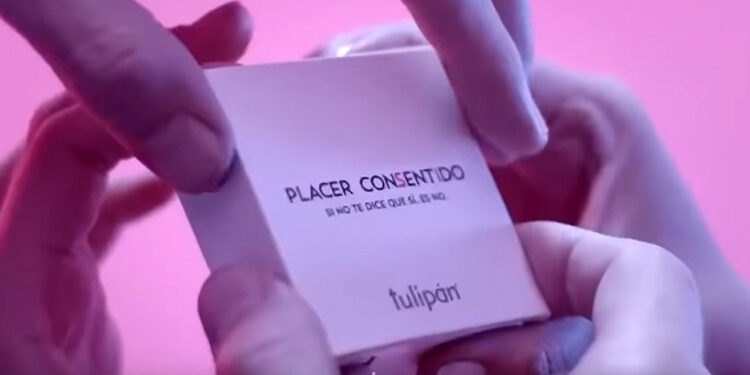 PLACER CONSENTIDO
SI NO TE DICE QUE SÍ, ES NO.
tulipán